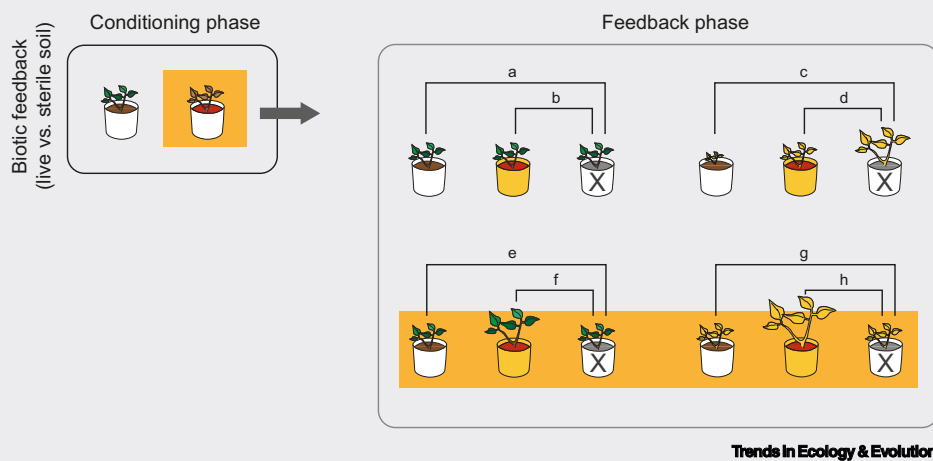 Conditioning phase
Feedback phase
Biotic feedback
(live vs. sterile soil)
a
b
c
d
X
X
e
f
g
h
X
X
Trends in Ecology & Evolution